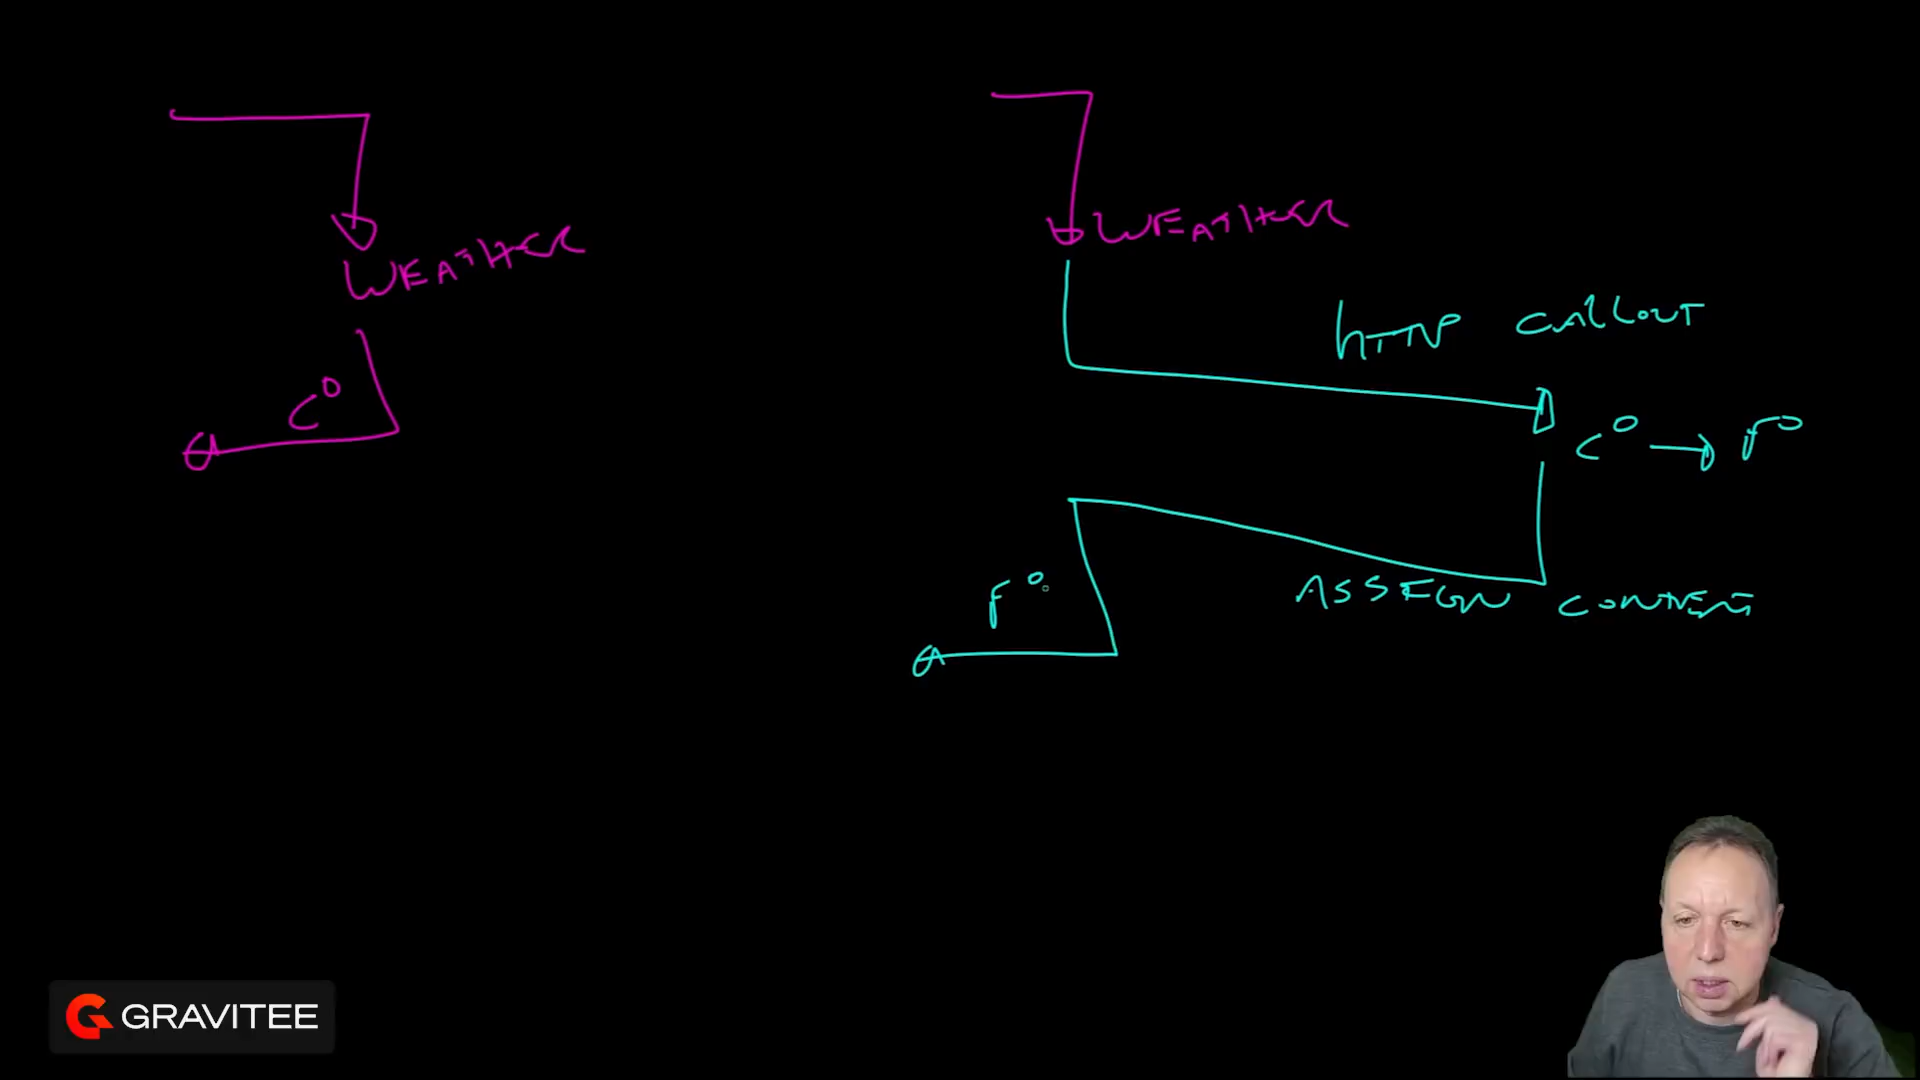 WEATHER
C°
WEATHER
HTTP CALLOUT
C° → F°
ASSIGN CONTENT
F°
GRAVITEE